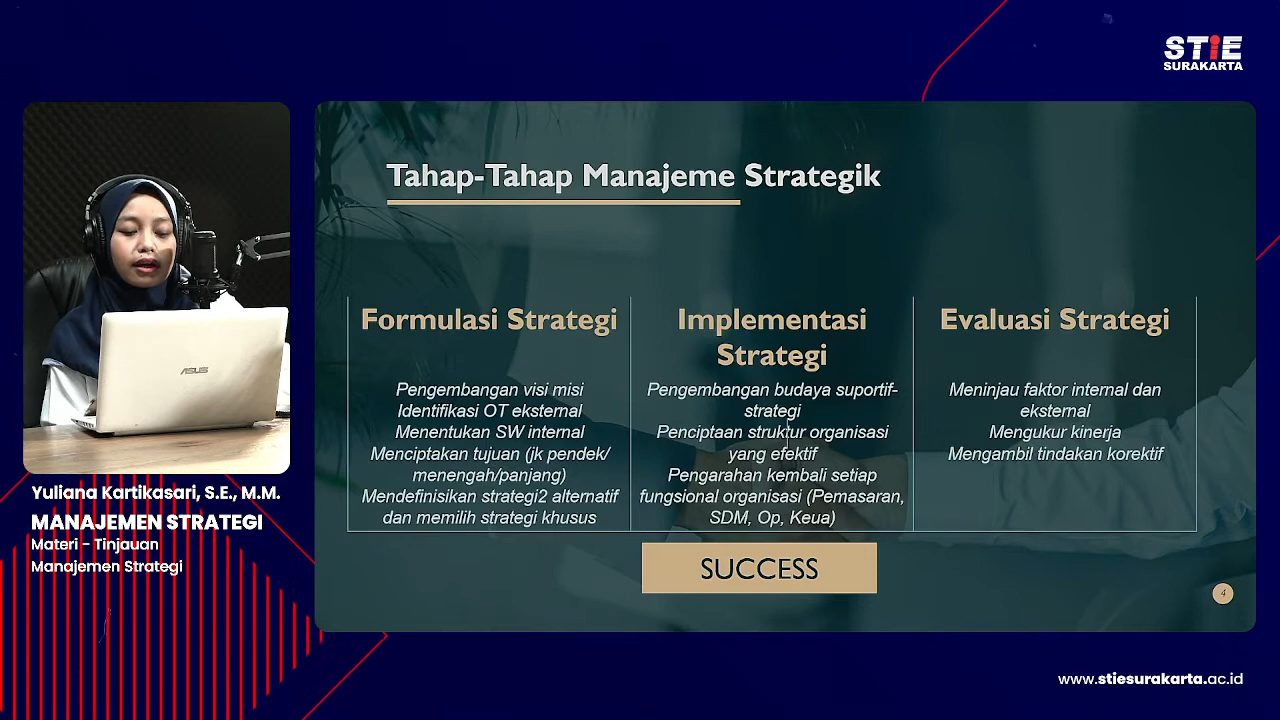 STIE
SURAKARTA
Tahap-Tahap Manajeme Strategik
Formulasi Strategi
Pengembangan visi misi
Identifikasi OT eksternal
Menentukan SW internal
Menciptakan tujuan (jk pendek/
menengah/panjang)
Mendefinisikan strategi2 alternatif
dan memilih strategi khusus
Implementasi
Strategi
Pengembangan budaya suportif-
strategi
Penciptaan struktur organisasi
yang efektif
Pengarahan kembali setiap
fungsional organisasi (Pemasaran,
SDM, Op, Keua)
Evaluasi Strategi
Meninjau faktor internal dan
eksternal
Mengukur kinerja
Mengambil tindakan korektif
SUCCESS
4
ASUS
Yuliana Kartikasari, S.E., M.M.
MANAJEMEN STRATEGI
Materi - Tinjauan
Manajemen Strategi
www.stiesurakarta.ac.id